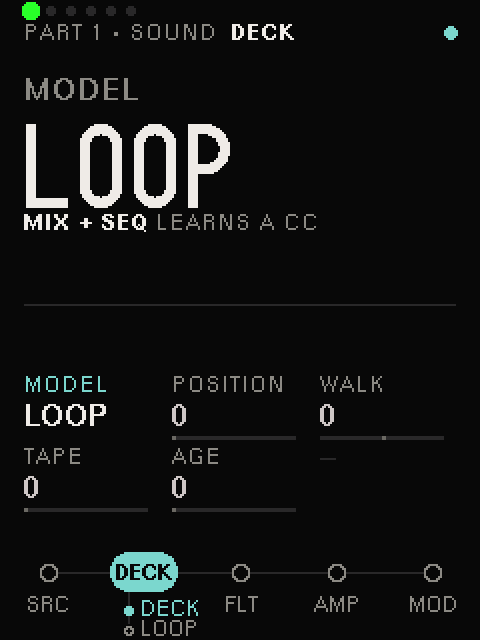 PART 1 · SOUND DECK
MODEL
LOOP
MIX + SEQ LEARNS A CC
MODEL POSITION WALK
LOOP 0 0
TAPE AGE —
0 0
DECK
SRC DECK FLT AMP MOD
LOOP